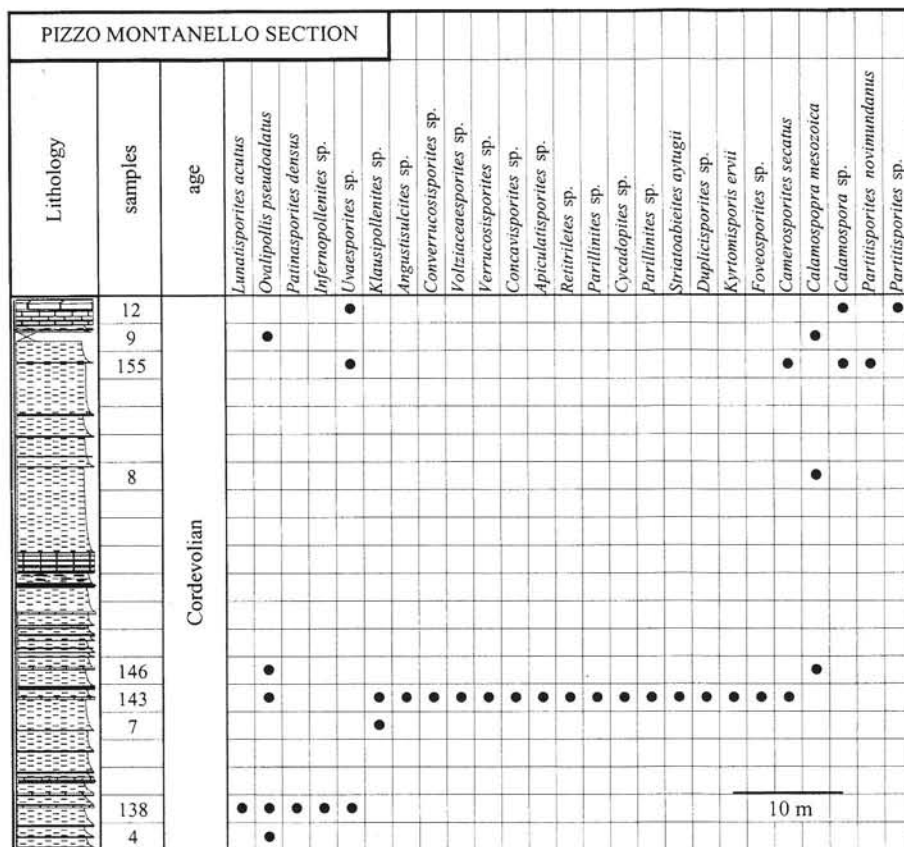 PIZZO MONTANELLO SECTION
Lithology
samples
age
Lunatisporites acutus
Ovalipollis pseudoalatus
Patinasporites densus
Infernopollenites sp.
Uvaesporites sp.
Klausipollenites sp.
Angustisulcites sp.
Converrucosisporites sp.
Voltziaceaesporites sp.
Verrucosisporites sp.
Concavisporites sp.
Apiculatisporites sp.
Retitriletes sp.
Parillinites sp.
Cycadopites sp.
Parillinites sp.
Striatoabieites aytugii
Duplicisporites sp.
Kyrtomisporis ervii
Foveosporites sp.
Camerosporites secatus
Calamospopra mesozoica
Calamospora sp.
Partitisporites novimundanus
Partitisporites sp.
12
9
155
8
Cordevolian
146
143
7
138
4
10 m